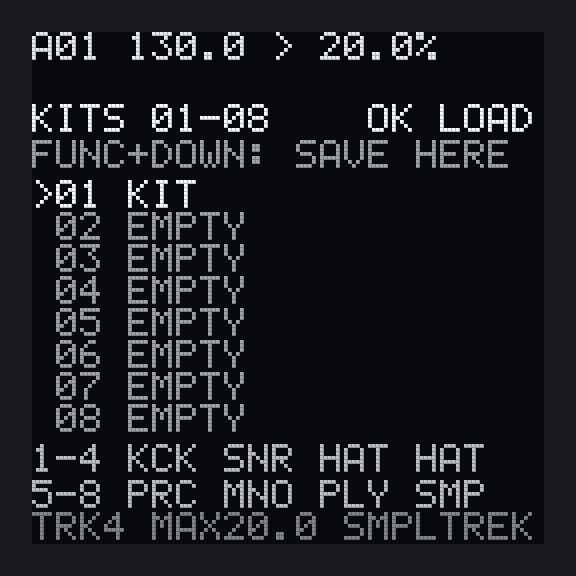 A01 130.0 > 20.0%
KITS 01-08 OK LOAD
FUNC+DOWN: SAVE HERE
>01 KIT
02 EMPTY
03 EMPTY
04 EMPTY
05 EMPTY
06 EMPTY
07 EMPTY
08 EMPTY
1-4 KCK SNR HAT HAT
5-8 PRC MNO PLY SMP
TRK4 MAX20.0 SMPLTREK